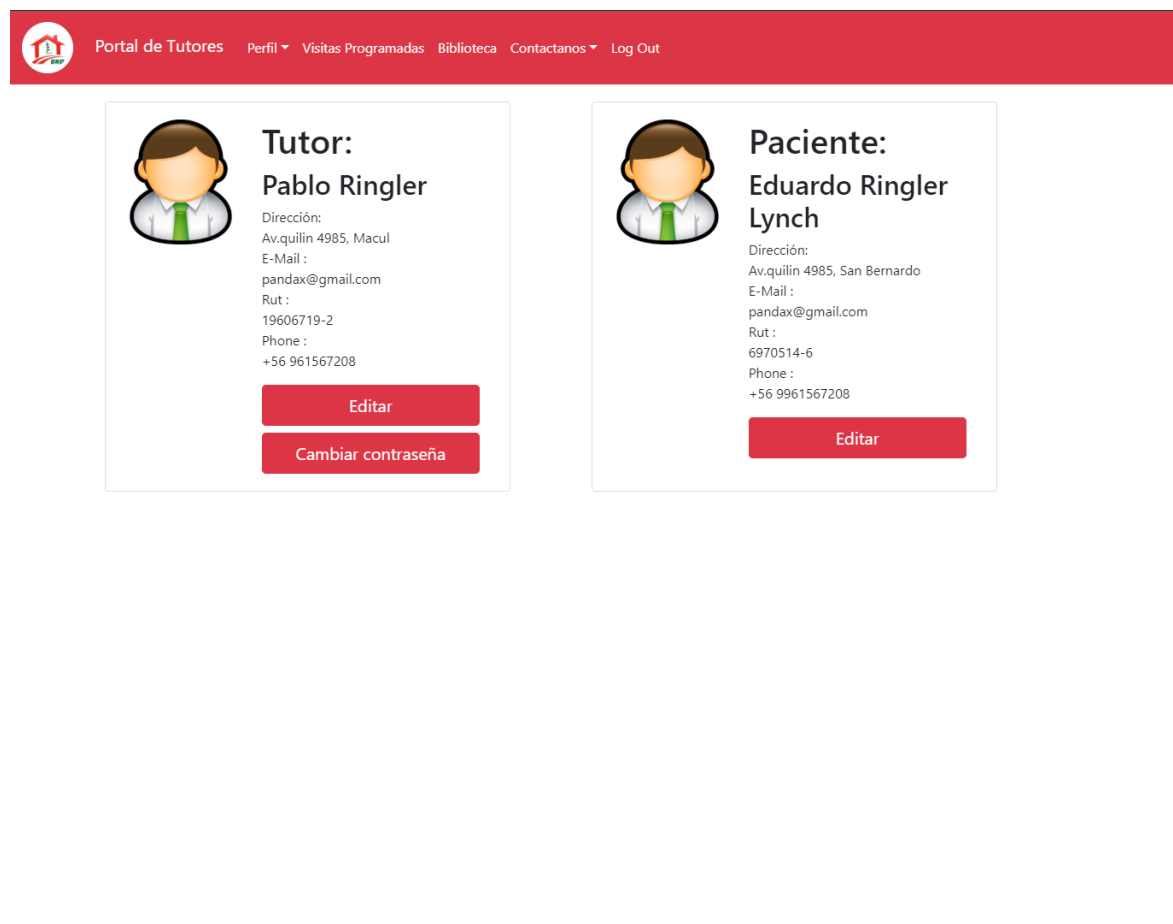 Portal de Tutores Perfil Visitas Programadas Biblioteca Contactanos Log Out
Tutor:
Pablo Ringler
Dirección:
Av.quilin 4985, Macul
E-Mail :
pandax@gmail.com
Rut :
19606719-2
Phone :
+56 961567208
Editar
Cambiar contraseña
Paciente:
Eduardo Ringler
Lynch
Dirección:
Av.quilin 4985, San Bernardo
E-Mail :
pandax@gmail.com
Rut :
6970514-6
Phone :
+56 9961567208
Editar